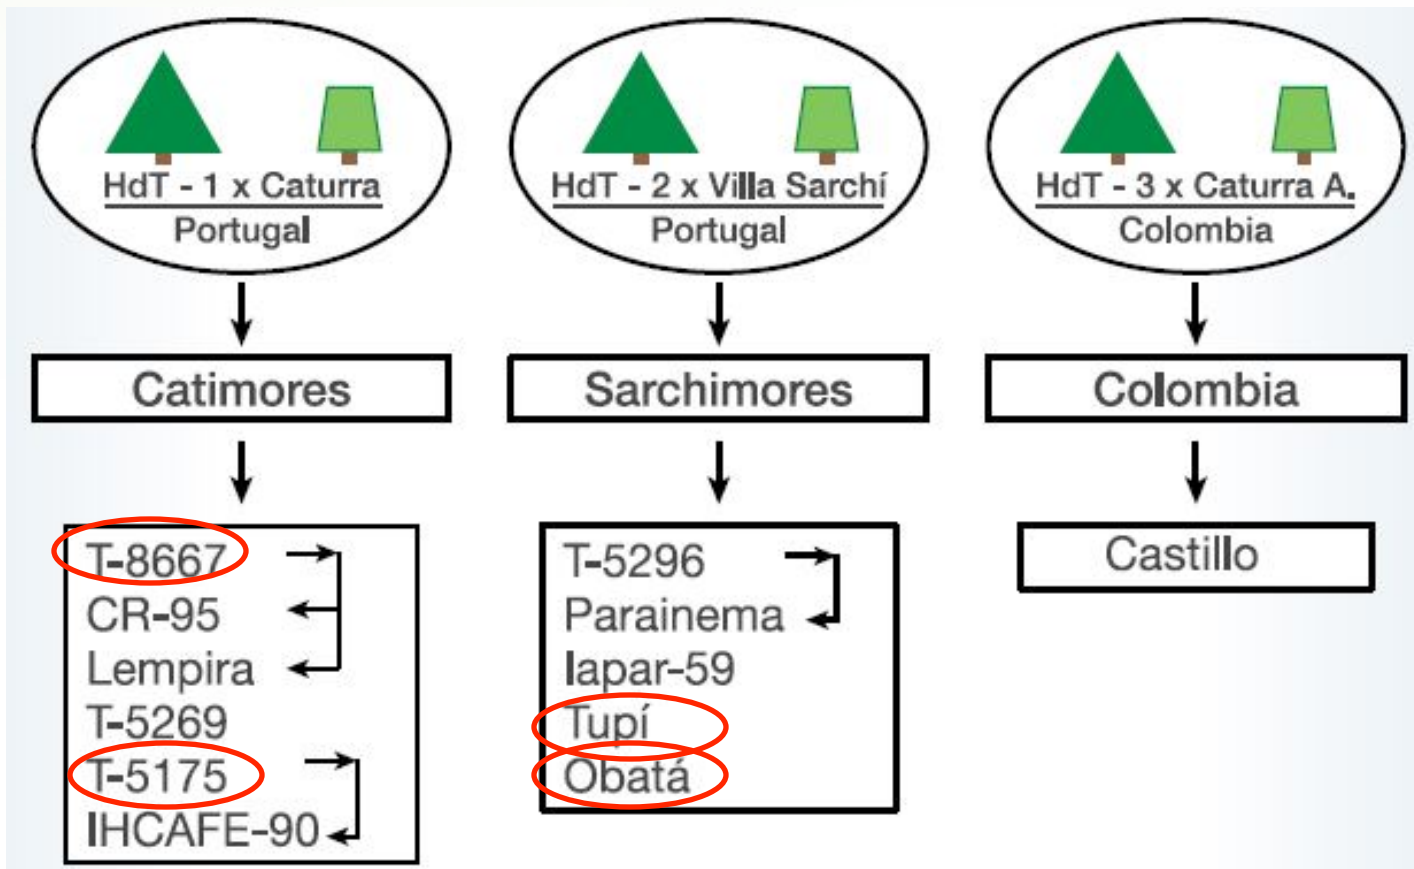 HdT - 1 x Caturra
Portugal
Catimores
T-8667
CR-95
Lempira
T-5269
T-5175
IHCAFE-90
HdT - 2 x Villa Sarchí
Portugal
Sarchimores
T-5296
Parainema
Iapar-59
Tupí
Obatá
HdT - 3 x Caturra A.
Colombia
Colombia
Castillo